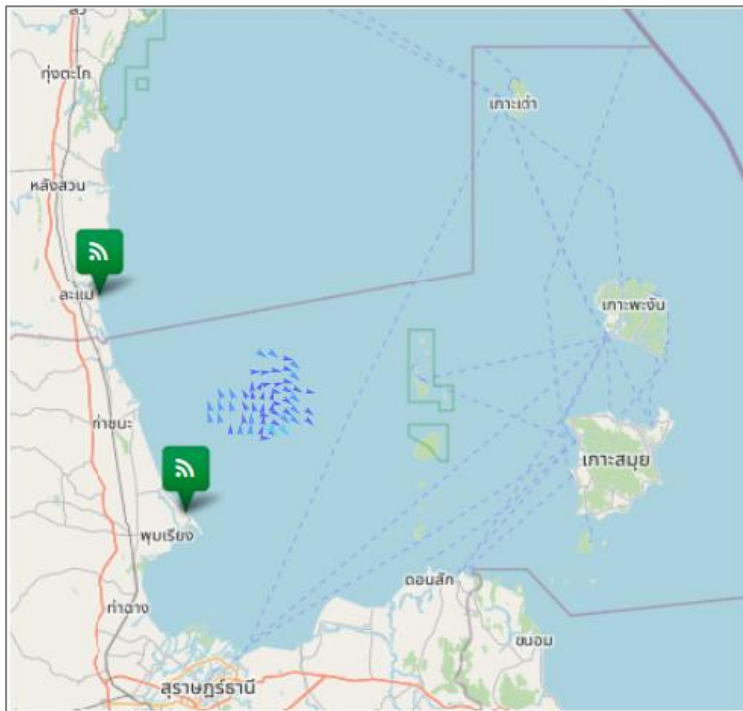 ทุ่งตะโก
เกาะเต่า
หลังสวน
ละแม
เกาะพะงัน
ท่าชนะ
เกาะสมุย
พุมเรียง
ดอนสัก
ท่าฉาง
ขนอม
สุราษฎร์ธานี